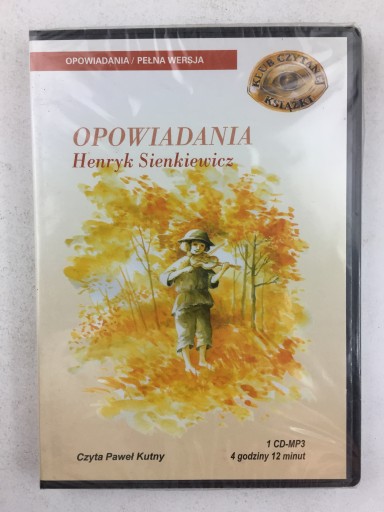 OPOWIADANIA / PEŁNA WERSJA
KLUB CZYTANEJ
KSIĄŻKI
OPOWIADANIA
Henryk Sienkiewicz
1 CD-MP3
Czyta Paweł Kutny
4 godziny 12 minut